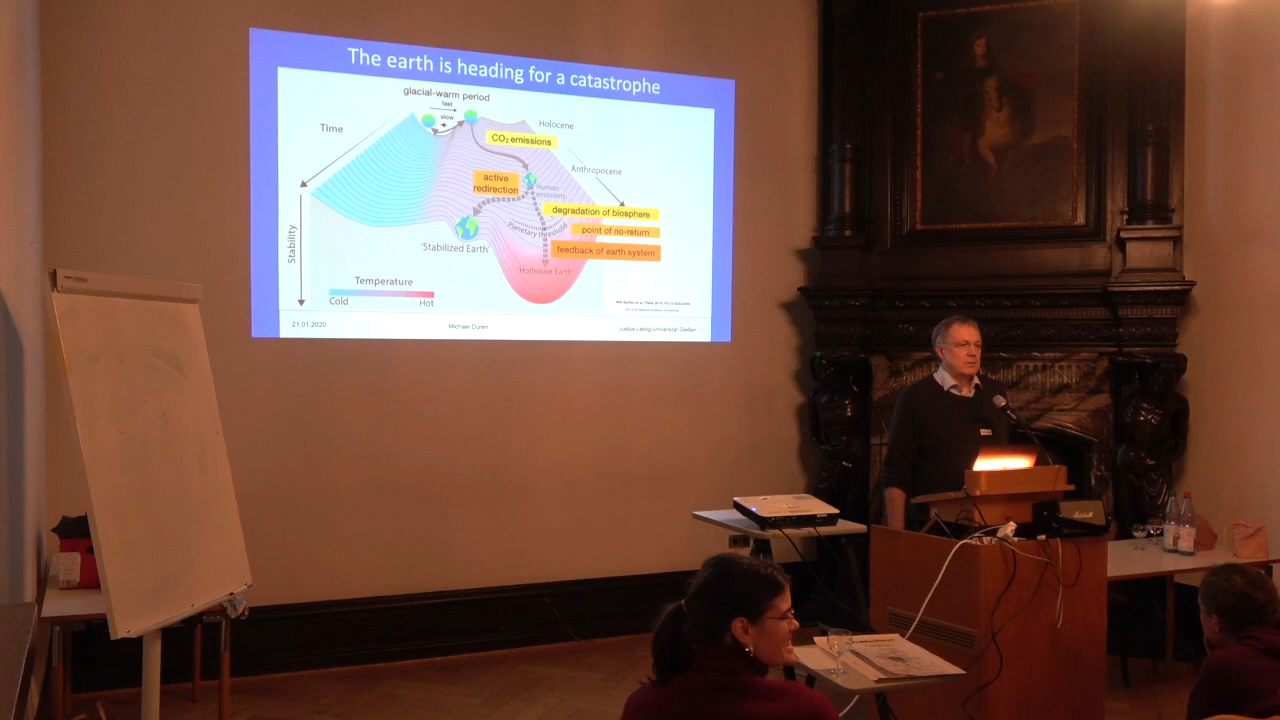 The earth is heading for a catastrophe
glacial-warm period
fast
slow
Time
Holocene
CO2 emissions
Anthropocene
active
redirection
Human
emissions
degradation of biosphere
Planetary threshold
point of no-return
Stability
'Stabilized Earth'
feedback of earth system
'Hothouse Earth'
Temperature
Cold
Hot
21.01.2020
Michael Düren
Justus-Liebig-Universität Gießen
Marshall